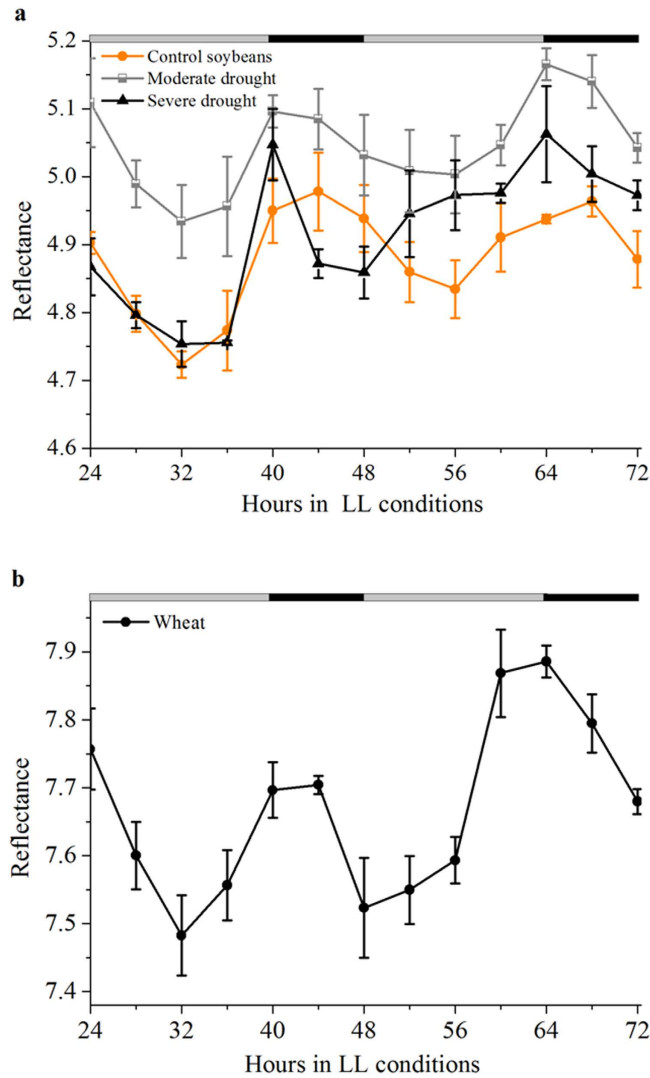 a
5.2
5.1
5.0
4.9
4.8
4.7
4.6
Reflectance
Control soybeans
Moderate drought
Severe drought
24 32 40 48 56 64 72
Hours in LL conditions
b
7.9
7.8
7.7
7.6
7.5
7.4
Reflectance
Wheat
24 32 40 48 56 64 72
Hours in LL conditions